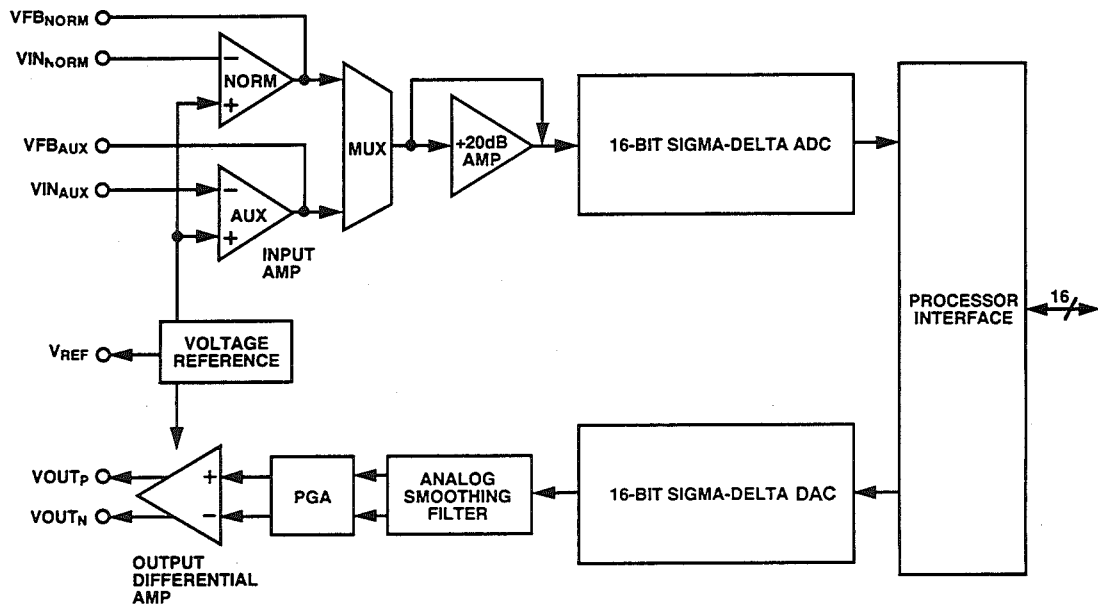 VFBNORM
VINNORM
−
NORM
+
VFBAUX
VINAUX
−
AUX
+
INPUT
AMP
MUX
+20dB
AMP
16-BIT SIGMA-DELTA ADC
PROCESSOR
INTERFACE
16
VREF
VOLTAGE
REFERENCE
VOUTP
VOUTN
+
−
OUTPUT
DIFFERENTIAL
AMP
PGA
ANALOG
SMOOTHING
FILTER
16-BIT SIGMA-DELTA DAC